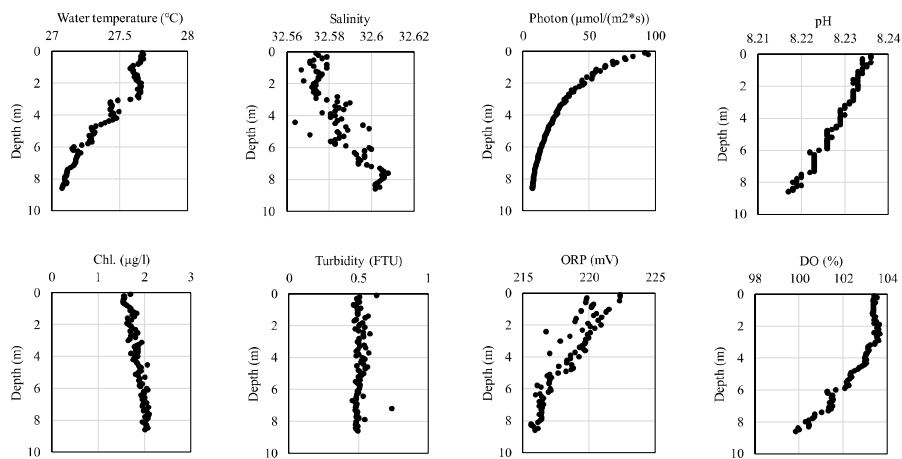 Water temperature (℃)
27 27.5 28
0
2
4
6
8
10
Depth (m)
Salinity
32.56 32.58 32.6 32.62
0
2
4
6
8
10
Depth (m)
Photon (μmol/(m2*s))
0 50 100
0
2
4
6
8
10
Depth (m)
pH
8.21 8.22 8.23 8.24
0
2
4
6
8
10
Depth (m)
Chl. (μg/l)
0 1 2 3
0
2
4
6
8
10
Depth (m)
Turbidity (FTU)
0 0.5 1
0
2
4
6
8
10
Depth (m)
ORP (mV)
215 220 225
0
2
4
6
8
10
Depth (m)
DO (%)
98 100 102 104
0
2
4
6
8
10
Depth (m)